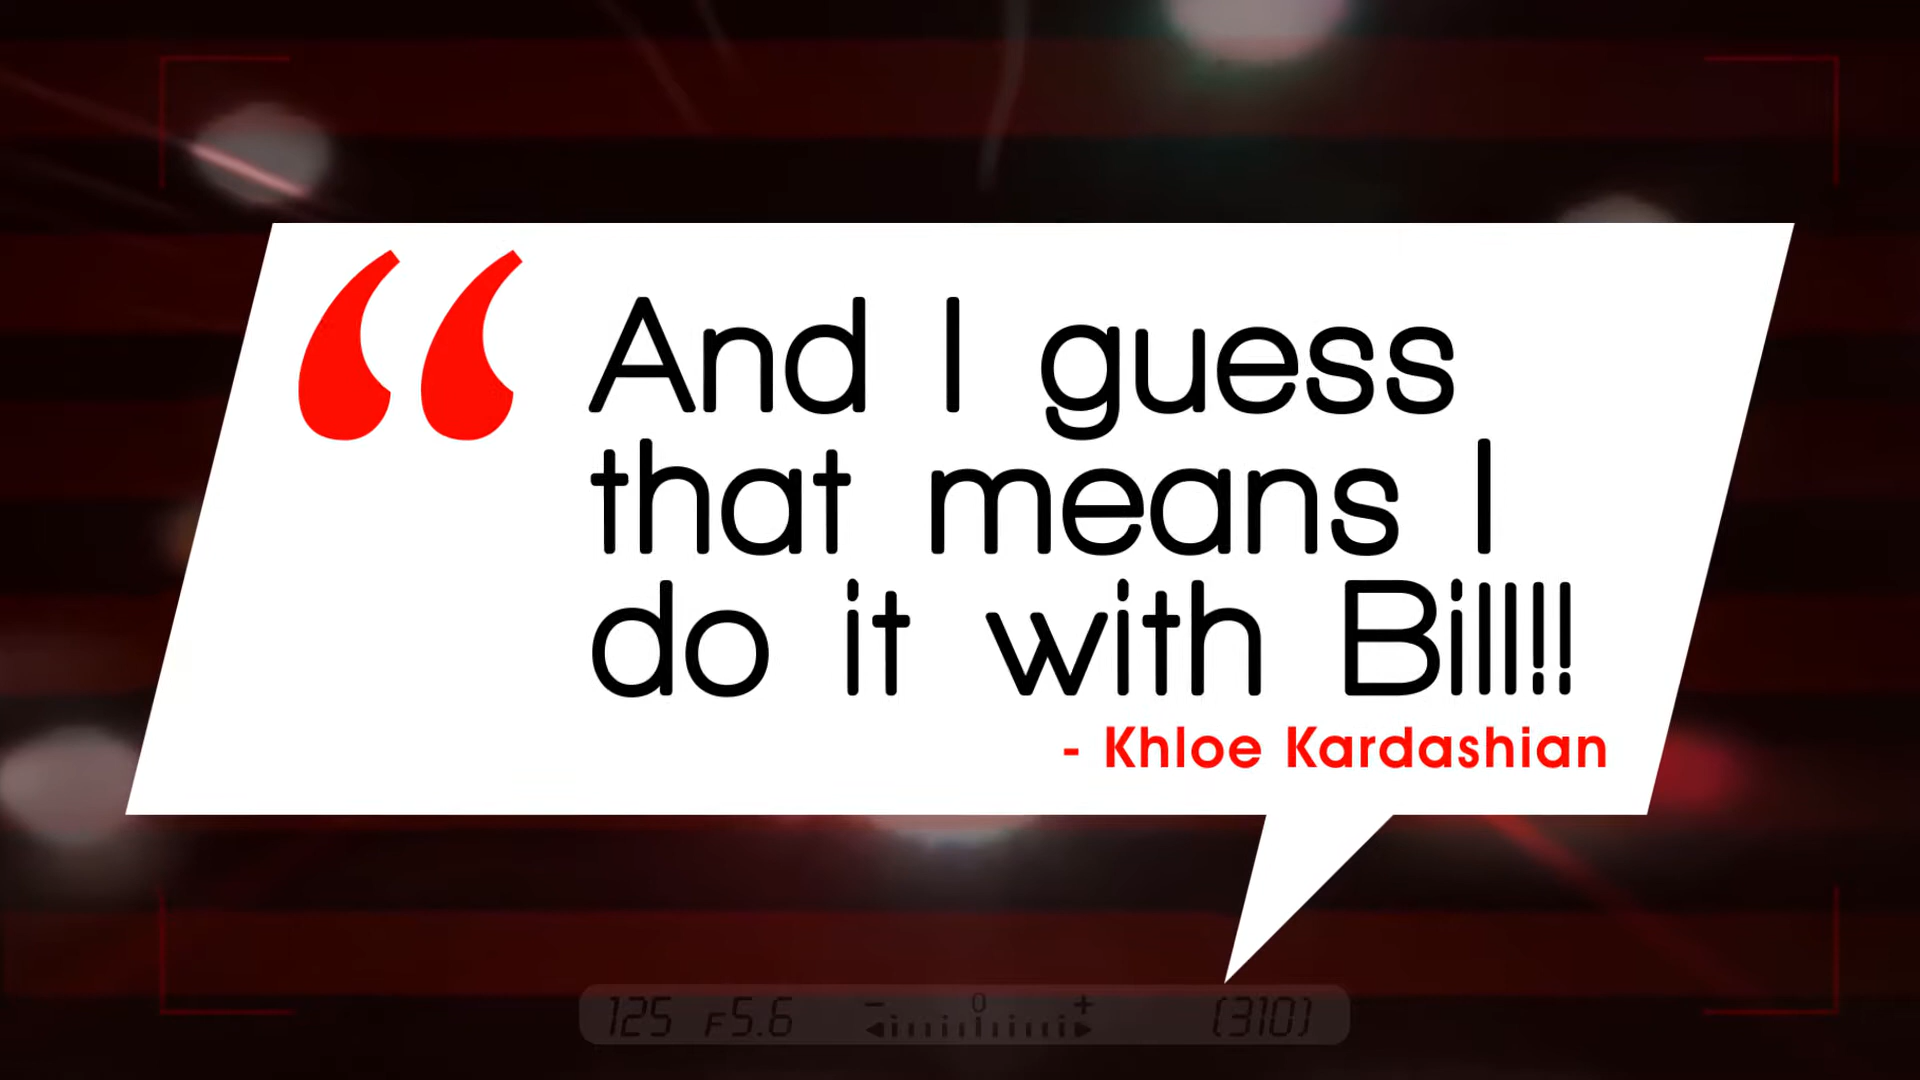 “And I guess
that means I
do it with Bill!!
- Khloe Kardashian
125 F5.6 - 0 + (310)